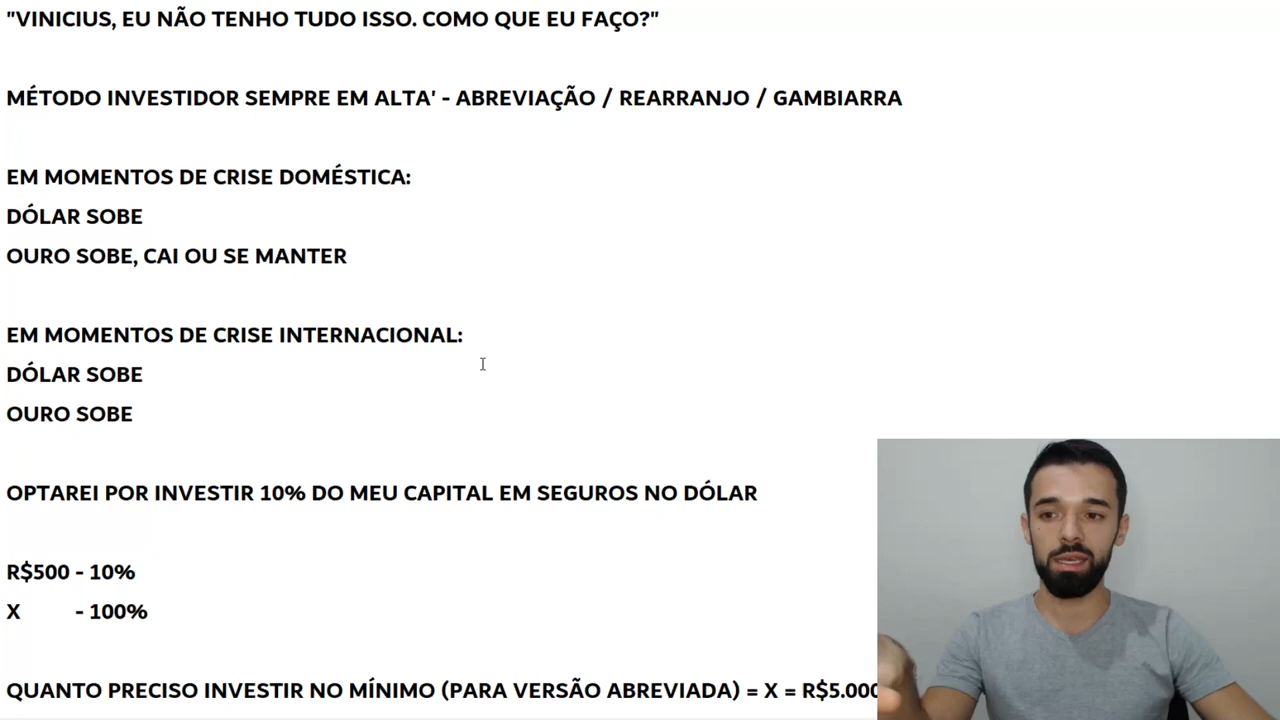 "VINICIUS, EU NÃO TENHO TUDO ISSO. COMO QUE EU FAÇO?"
MÉTODO INVESTIDOR SEMPRE EM ALTA' - ABREVIAÇÃO / REARRANJO / GAMBIARRA
EM MOMENTOS DE CRISE DOMÉSTICA:
DÓLAR SOBE
OURO SOBE, CAI OU SE MANTER
EM MOMENTOS DE CRISE INTERNACIONAL:
DÓLAR SOBE
OURO SOBE
OPTAREI POR INVESTIR 10% DO MEU CAPITAL EM SEGUROS NO DÓLAR
R$500 - 10%
X - 100%
QUANTO PRECISO INVESTIR NO MÍNIMO (PARA VERSÃO ABREVIADA) = X = R$5.000